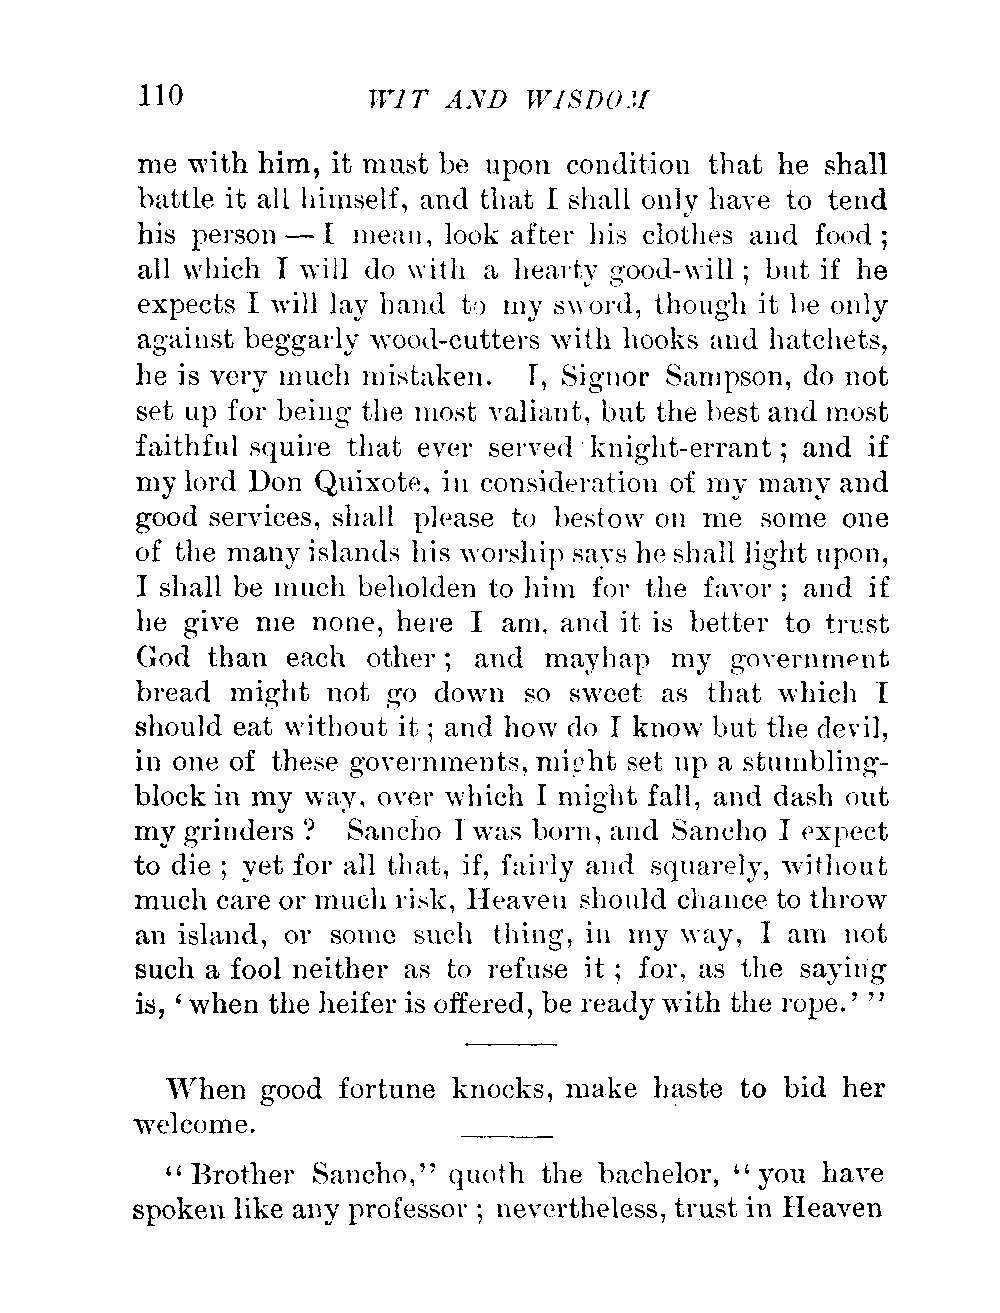 110 WIT AND WISDOM
me with him, it must be upon condition that he shall
battle it all himself, and that I shall only have to tend
his person — I mean, look after his clothes and food ;
all which I will do with a hearty good-will ; but if he
expects I will lay hand to my sword, though it be only
against beggarly wood-cutters with hooks and hatchets,
he is very much mistaken. I, Signor Sampson, do not
set up for being the most valiant, but the best and most
faithful squire that ever served knight-errant ; and if
my lord Don Quixote, in consideration of my many and
good services, shall please to bestow on me some one
of the many islands his worship says he shall light upon,
I shall be much beholden to him for the favor ; and if
he give me none, here I am, and it is better to trust
God than each other ; and mayhap my government
bread might not go down so sweet as that which I
should eat without it ; and how do I know but the devil,
in one of these governments, might set up a stumbling-
block in my way, over which I might fall, and dash out
my grinders ? Sancho I was born, and Sancho I expect
to die ; yet for all that, if, fairly and squarely, without
much care or much risk, Heaven should chance to throw
an island, or some such thing, in my way, I am not
such a fool neither as to refuse it ; for, as the saying
is, ‘ when the heifer is offered, be ready with the rope.’ ”
When good fortune knocks, make haste to bid her
welcome.
“ Brother Sancho,” quoth the bachelor, “ you have
spoken like any professor ; nevertheless, trust in Heaven